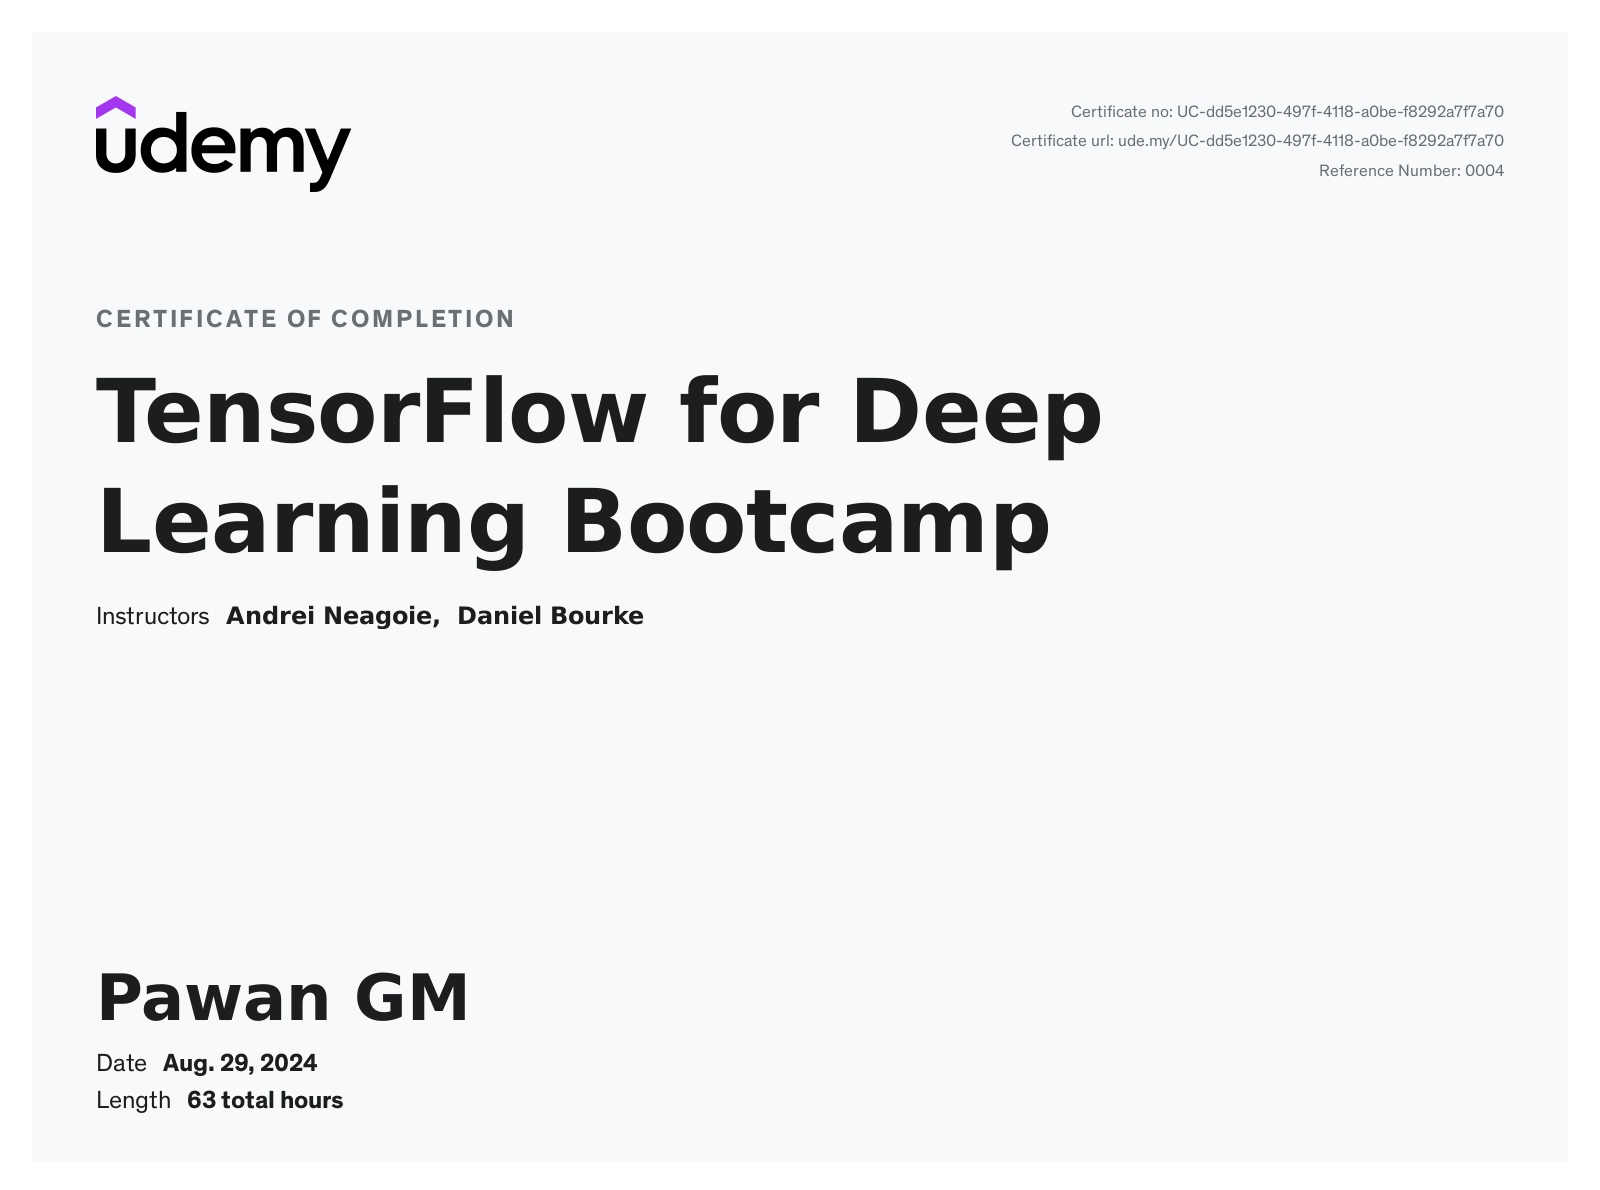 udemy
Certificate no: UC-dd5e1230-497f-4118-a0be-f8292a7f7a70
Certificate url: ude.my/UC-dd5e1230-497f-4118-a0be-f8292a7f7a70
Reference Number: 0004
CERTIFICATE OF COMPLETION
TensorFlow for Deep
Learning Bootcamp
Instructors Andrei Neagoie, Daniel Bourke
Pawan GM
Date Aug. 29, 2024
Length 63 total hours